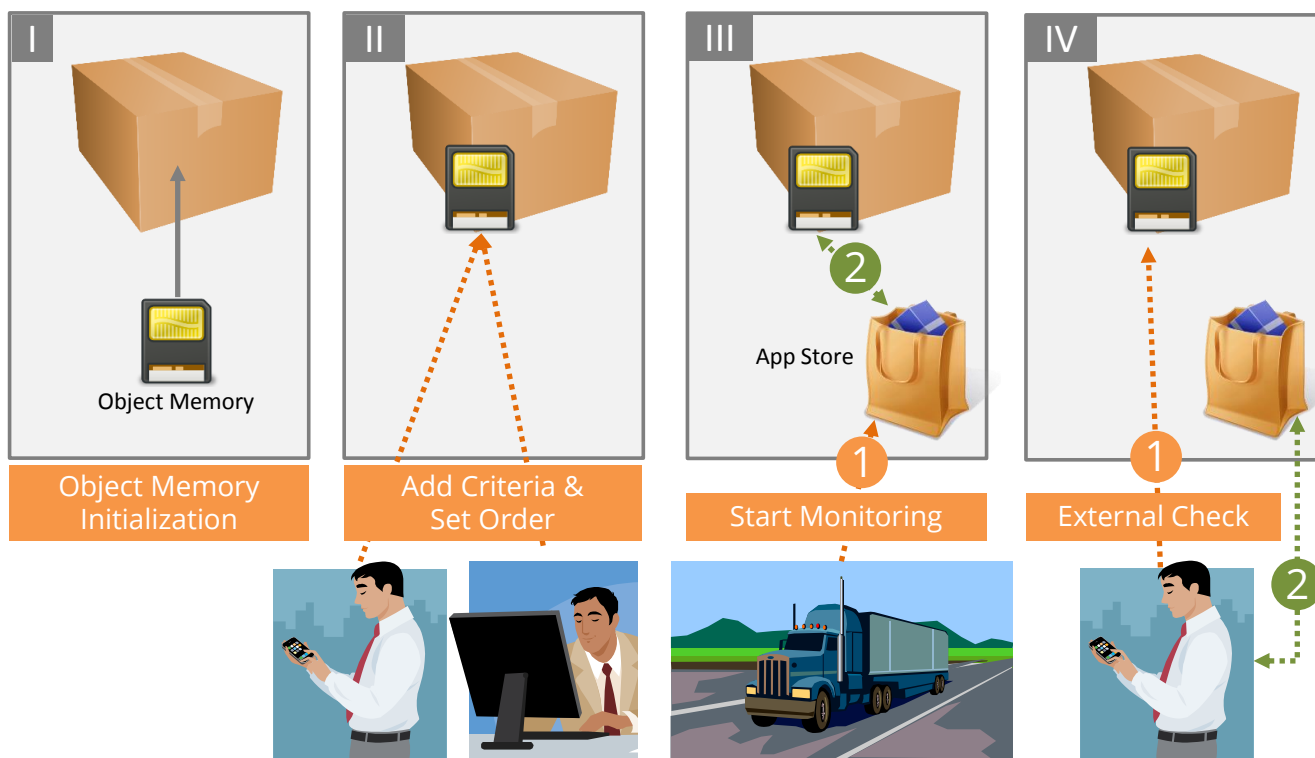 I
II
III
IV
Object Memory
App Store
2
1
1
2
Object Memory
Initialization
Add Criteria &
Set Order
Start Monitoring
External Check